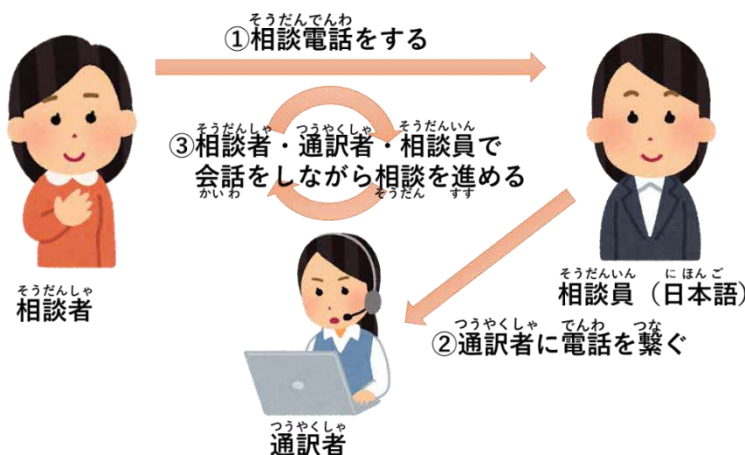 そうだんでんわ
①相談電話をする
そうだんしゃ つうやくしゃ そうだんいん
③相談者・通訳者・相談員で
会話をしながら相談を進める
かいわ そうだん すす
そうだんしゃ
相談者
そうだんいん にほんご
相談員（日本語）
つうやくしゃ でんわ つな
②通訳者に電話を繋ぐ
つうやくしゃ
通訳者